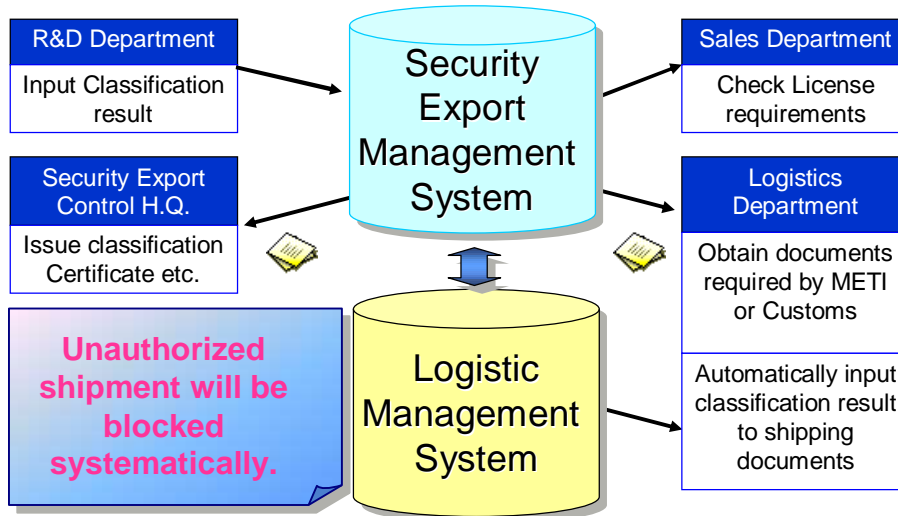 R&D Department
Input Classification
result
Security Export
Control H.Q.
Issue classification
Certificate etc.
Security
Export
Management
System
Sales Department
Check License
requirements
Logistics
Department
Obtain documents
required by METI
or Customs
Automatically input
classification result
to shipping
documents
Unauthorized
shipment will be
blocked
systematically.
Logistic
Management
System